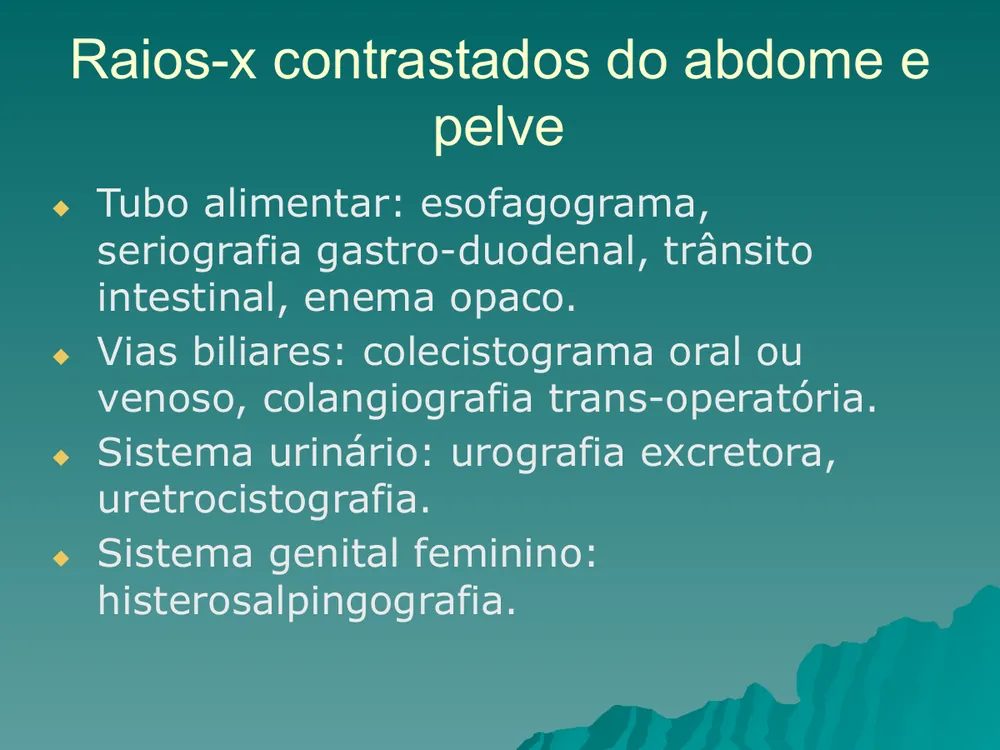 Raios-x contrastados do abdome e
pelve
Tubo alimentar: esofagograma,
seriografia gastro-duodenal, trânsito
intestinal, enema opaco.
Vias biliares: colecistograma oral ou
venoso, colangiografia trans-operatória.
Sistema urinário: urografia excretora,
uretrocistografia.
Sistema genital feminino:
histerosalpingografia.